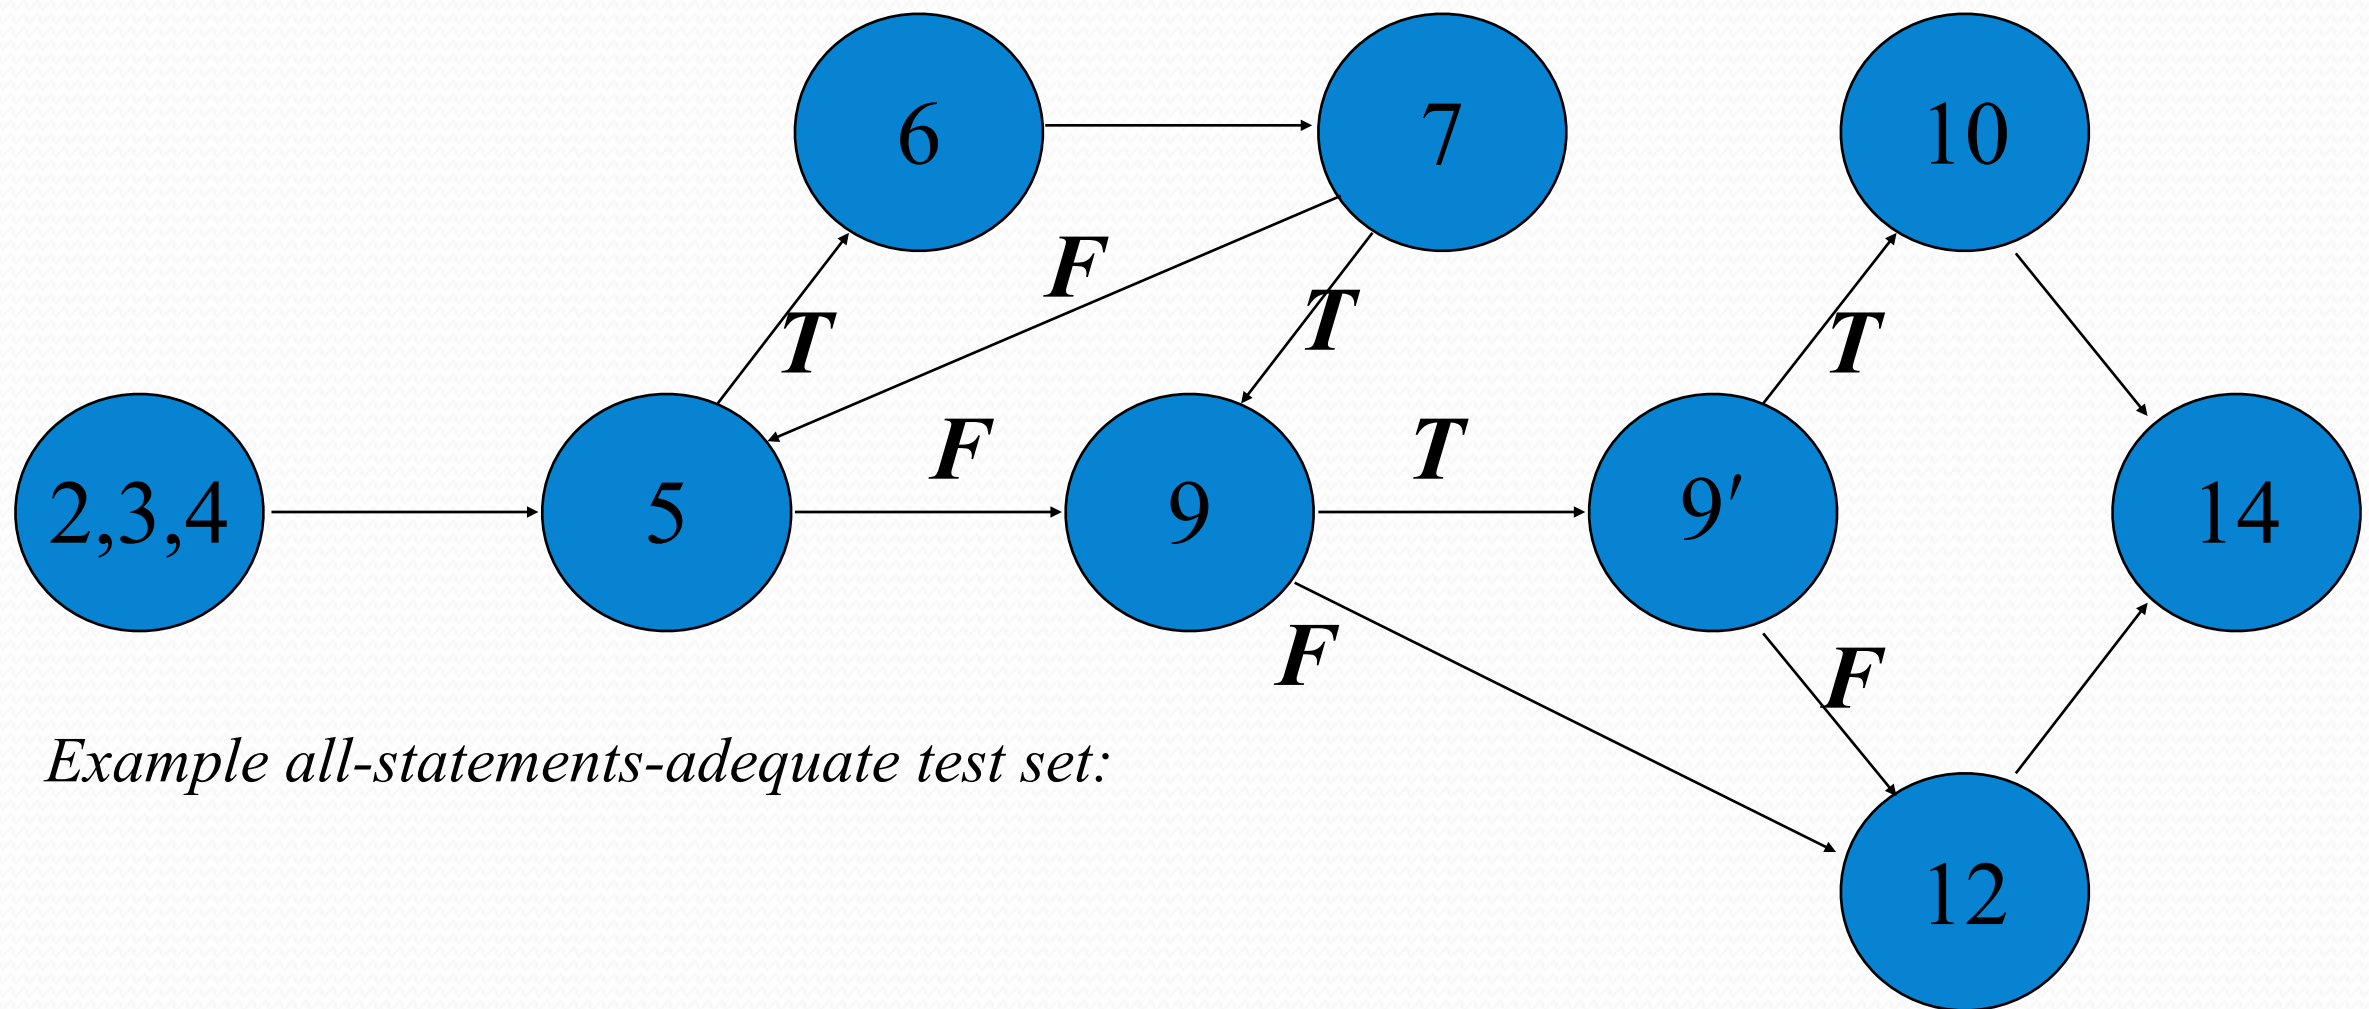 6
7
10
F
T
T
T
F
T
2,3,4
5
9
9′
14
F
F
Example all-statements-adequate test set:
12